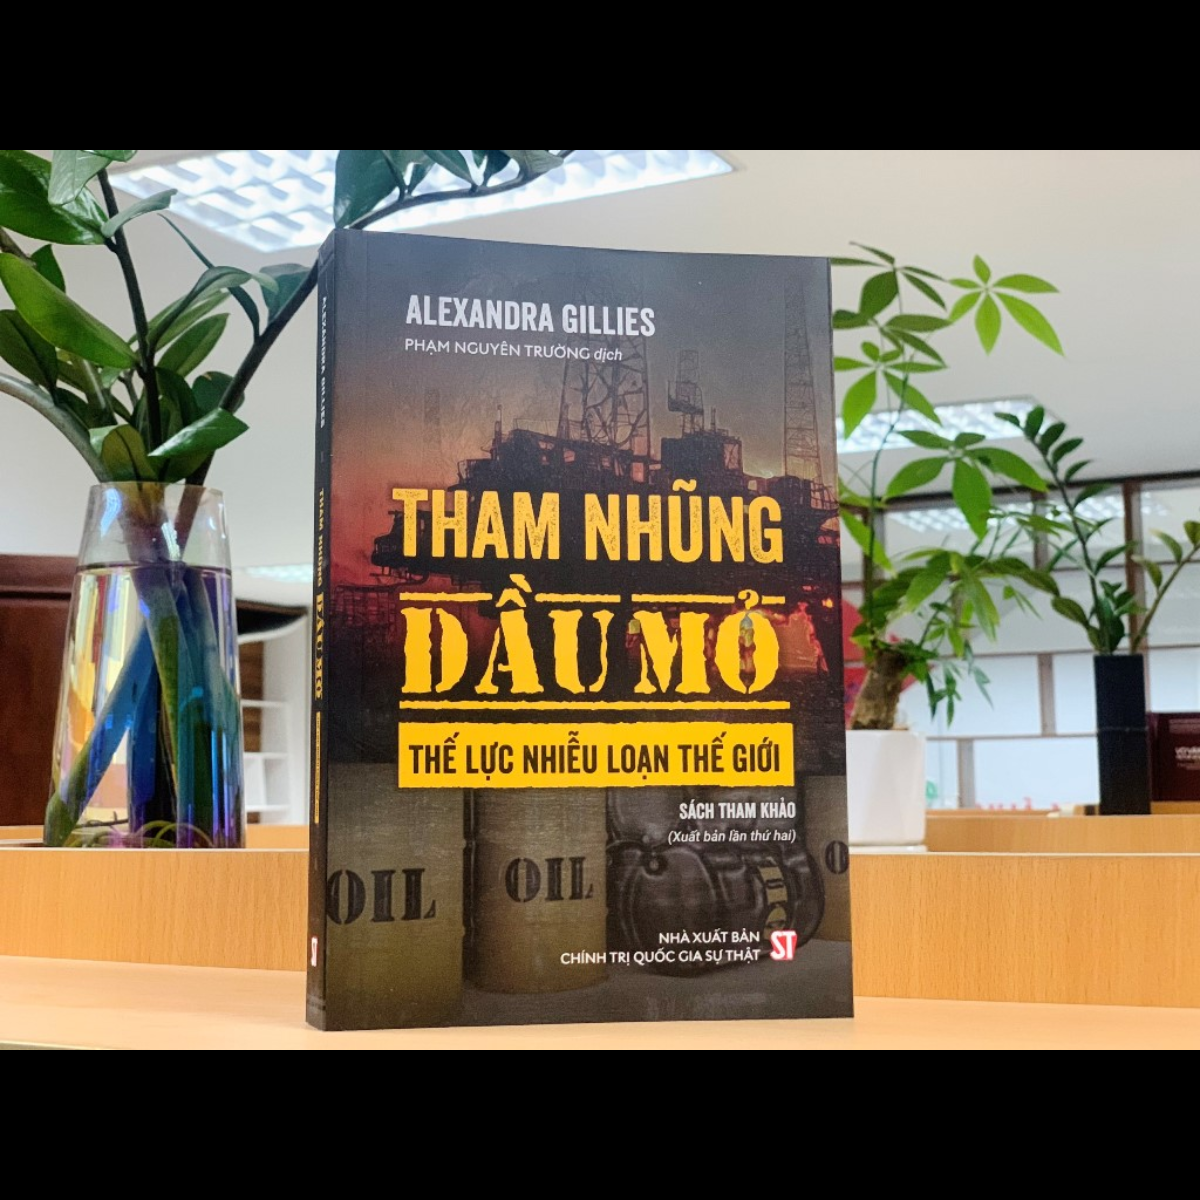 ALEXANDRA GILLIES
PHẠM NGUYÊN TRƯỜNG dịch
THAM NHŨNG
DẦU MỎ
THẾ LỰC NHIỄU LOẠN THẾ GIỚI
SÁCH THAM KHẢO
(Xuất bản lần thứ hai)
OIL
OIL
NHÀ XUẤT BẢN
CHÍNH TRỊ QUỐC GIA SỰ THẬT
ST
ALEXANDRA GILLIES
THAM NHŨNG DẦU MỎ
ST